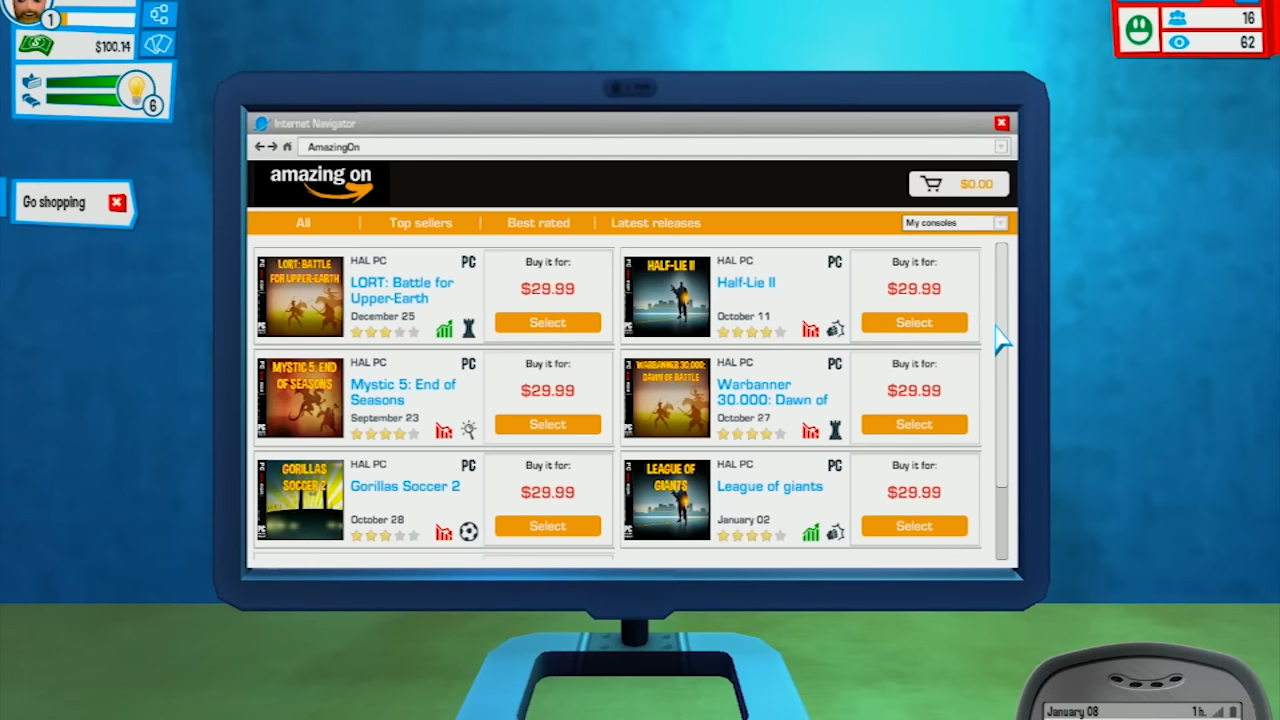 1
$100.14
6
16
62
Go shopping
Internet Navigator
AmazingOn
amazing on
$0.00
All | Top sellers | Best rated | Latest releases
My consoles
LORT: BATTLE
FOR UPPER-EARTH
HAL PC
PC
LORT: Battle for
Upper-Earth
December 25
Buy it for:
$29.99
Select
HALF-LIE II
HAL PC
PC
Half-Lie II
October 11
Buy it for:
$29.99
Select
MYSTIC 5: END
OF SEASONS
HAL PC
PC
Mystic 5: End of
Seasons
September 23
Buy it for:
$29.99
Select
WARBANNER 30.000:
DAWN OF BATTLE
HAL PC
PC
Warbanner
30.000: Dawn of
October 27
Buy it for:
$29.99
Select
GORILLAS
SOCCER 2
HAL PC
PC
Gorillas Soccer 2
October 28
Buy it for:
$29.99
Select
LEAGUE OF
GIANTS
HAL PC
PC
League of giants
January 02
Buy it for:
$29.99
Select
January 08
1h.